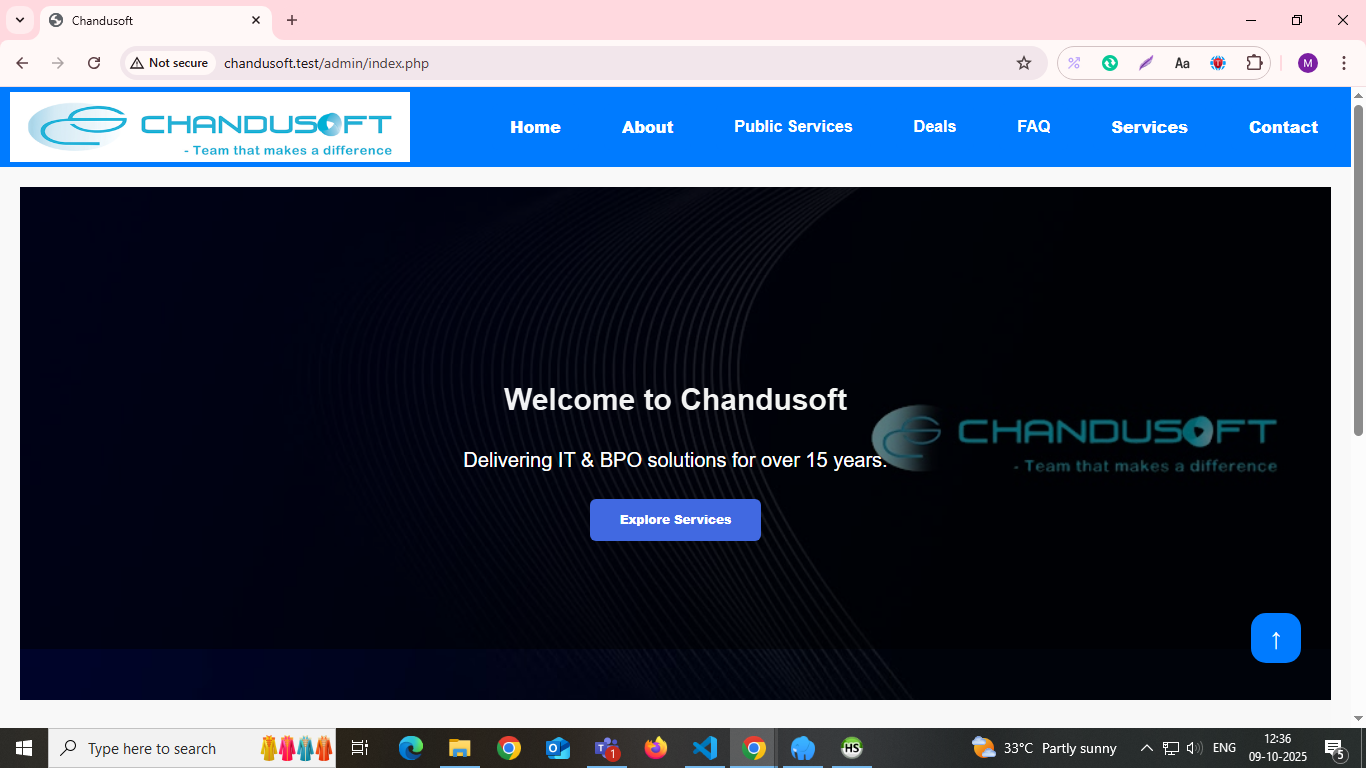 Chandusoft
Not secure
chandusoft.test/admin/index.php
Aa
M
CHANDUSOFT
- Team that makes a difference
Home
About
Public Services
Deals
FAQ
Services
Contact
Welcome to Chandusoft
Delivering IT & BPO solutions for over 15 years.
CHANDUSOFT
- Team that makes a difference
Explore Services
↑
Type here to search
1
HS
33°C Partly sunny
ENG
12:36
09-10-2025
5